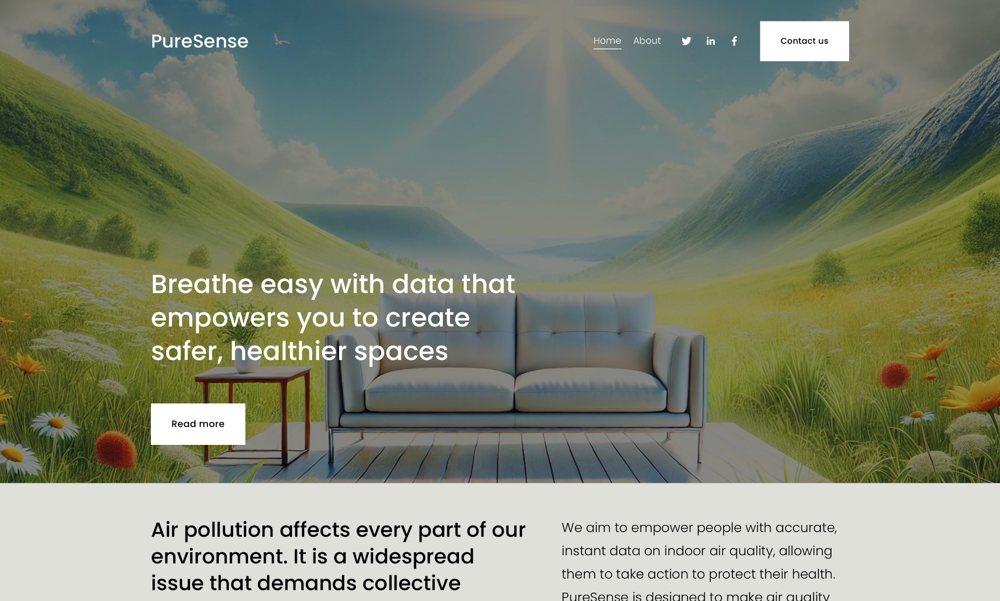 PureSense
Home
About
Contact us
Breathe easy with data that
empowers you to create
safer, healthier spaces
Read more
Air pollution affects every part of our
environment. It is a widespread
issue that demands collective
We aim to empower people with accurate,
instant data on indoor air quality, allowing
them to take action to protect their health.
PureSense is designed to make air quality